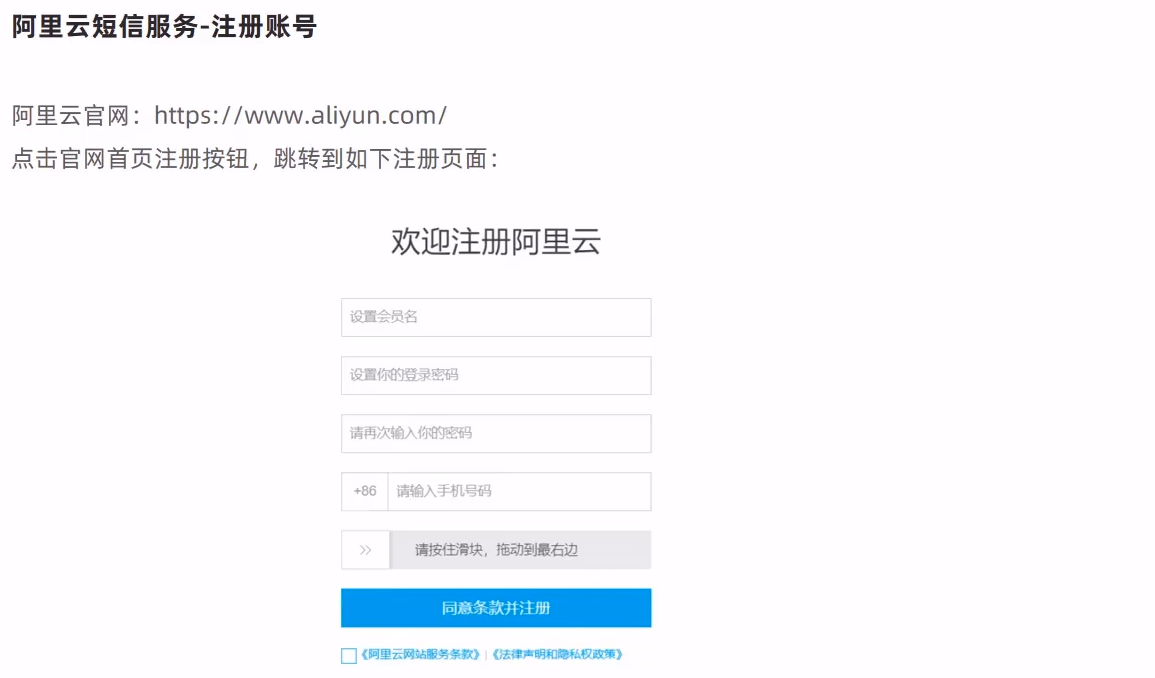 阿里云短信服务-注册账号
阿里云官网：https://www.aliyun.com/
点击官网首页注册按钮，跳转到如下注册页面：
欢迎注册阿里云
设置会员名
设置你的登录密码
请再次输入你的密码
+86 请输入手机号码
>> 请按住滑块，拖动到最右边
同意条款并注册
《阿里云网站服务条款》 | 《法律声明和隐私权政策》